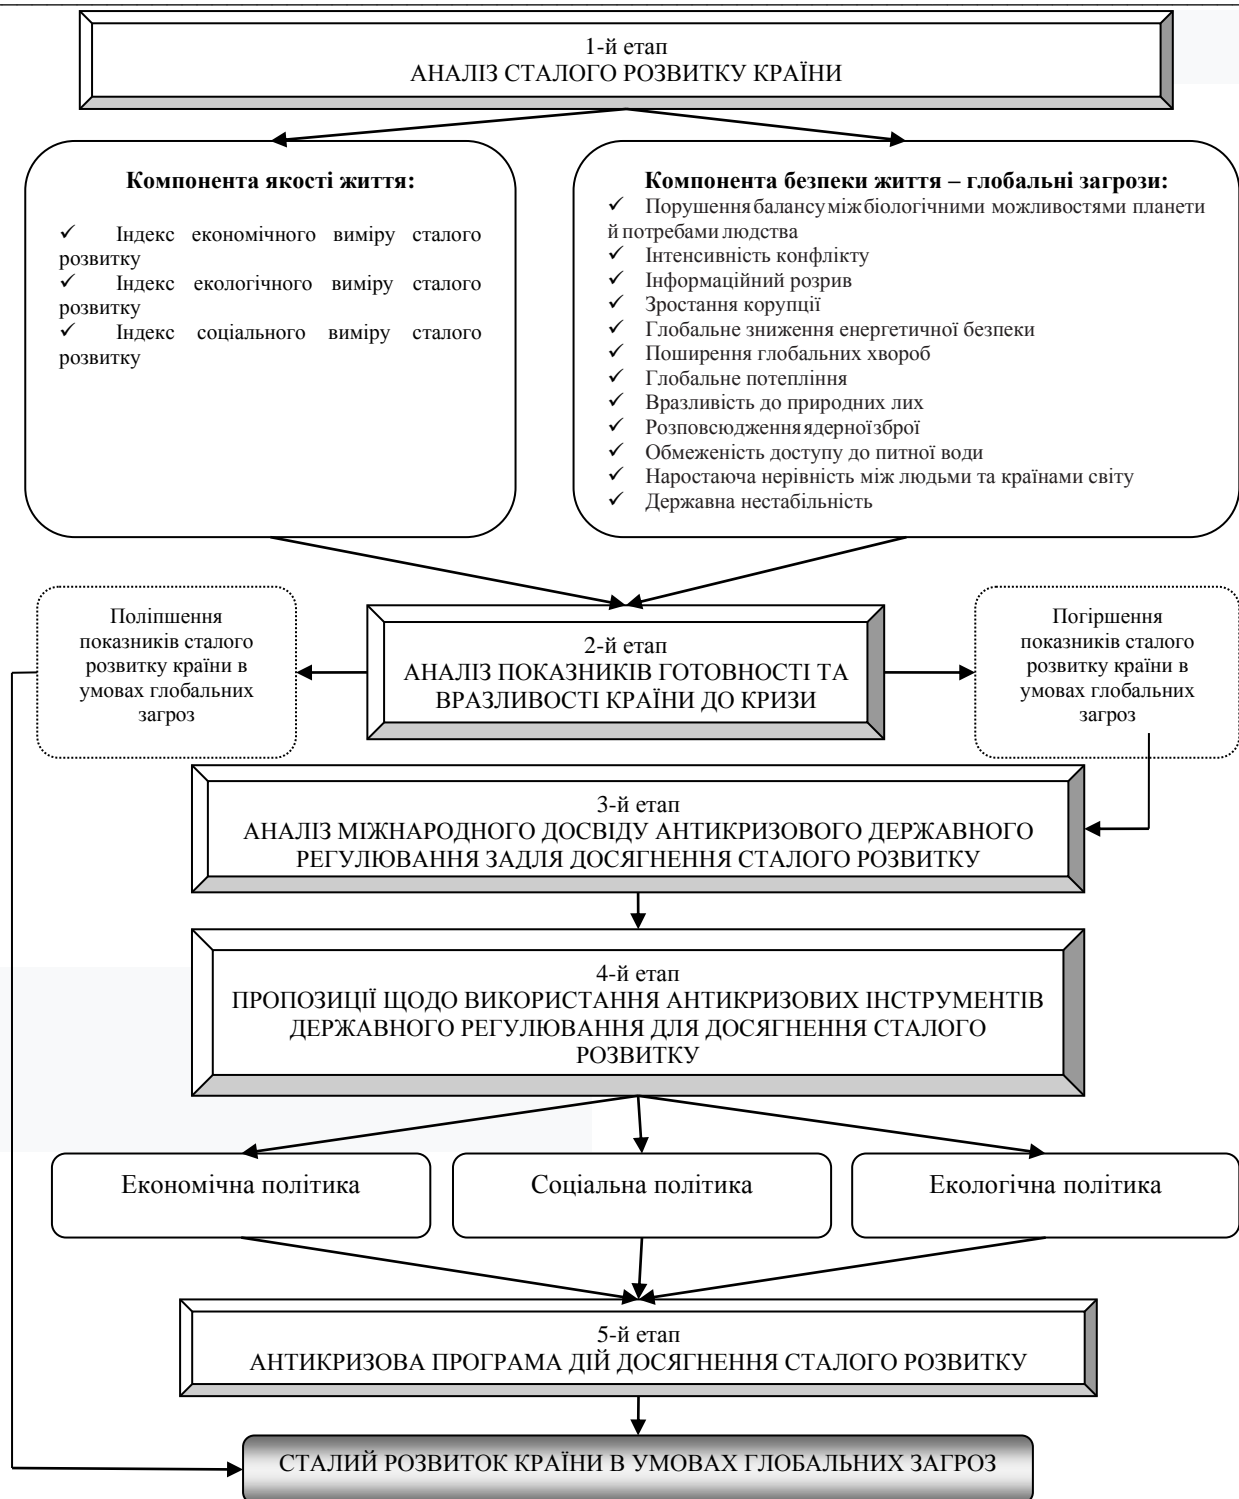 1-й етап
АНАЛІЗ СТАЛОГО РОЗВИТКУ КРАЇНИ
Компонента якості життя:
✓ Індекс економічного виміру сталого
розвитку
✓ Індекс екологічного виміру сталого
розвитку
✓ Індекс соціального виміру сталого
розвитку
Компонента безпеки життя – глобальні загрози:
✓ Порушення балансу між біологічними можливостями планети
й потребами людства
✓ Інтенсивність конфлікту
✓ Інформаційний розрив
✓ Зростання корупції
✓ Глобальне зниження енергетичної безпеки
✓ Поширення глобальних хвороб
✓ Глобальне потепління
✓ Вразливість до природних лих
✓ Розповсюдження ядерної зброї
✓ Обмеженість доступу до питної води
✓ Наростаюча нерівність між людьми та країнами світу
✓ Державна нестабільність
Поліпшення
показників сталого
розвитку країни в
умовах глобальних
загроз
2-й етап
АНАЛІЗ ПОКАЗНИКІВ ГОТОВНОСТІ ТА
ВРАЗЛИВОСТІ КРАЇНИ ДО КРИЗИ
Погіршення
показників сталого
розвитку країни в
умовах глобальних
загроз
3-й етап
АНАЛІЗ МІЖНАРОДНОГО ДОСВІДУ АНТИКРИЗОВОГО ДЕРЖАВНОГО
РЕГУЛЮВАННЯ ЗАДЛЯ ДОСЯГНЕННЯ СТАЛОГО РОЗВИТКУ
4-й етап
ПРОПОЗИЦІЇ ЩОДО ВИКОРИСТАННЯ АНТИКРИЗОВИХ ІНСТРУМЕНТІВ
ДЕРЖАВНОГО РЕГУЛЮВАННЯ ДЛЯ ДОСЯГНЕННЯ СТАЛОГО
РОЗВИТКУ
Економічна політика
Соціальна політика
Екологічна політика
5-й етап
АНТИКРИЗОВА ПРОГРАМА ДІЙ ДОСЯГНЕННЯ СТАЛОГО РОЗВИТКУ
СТАЛИЙ РОЗВИТОК КРАЇНИ В УМОВАХ ГЛОБАЛЬНИХ ЗАГРОЗ